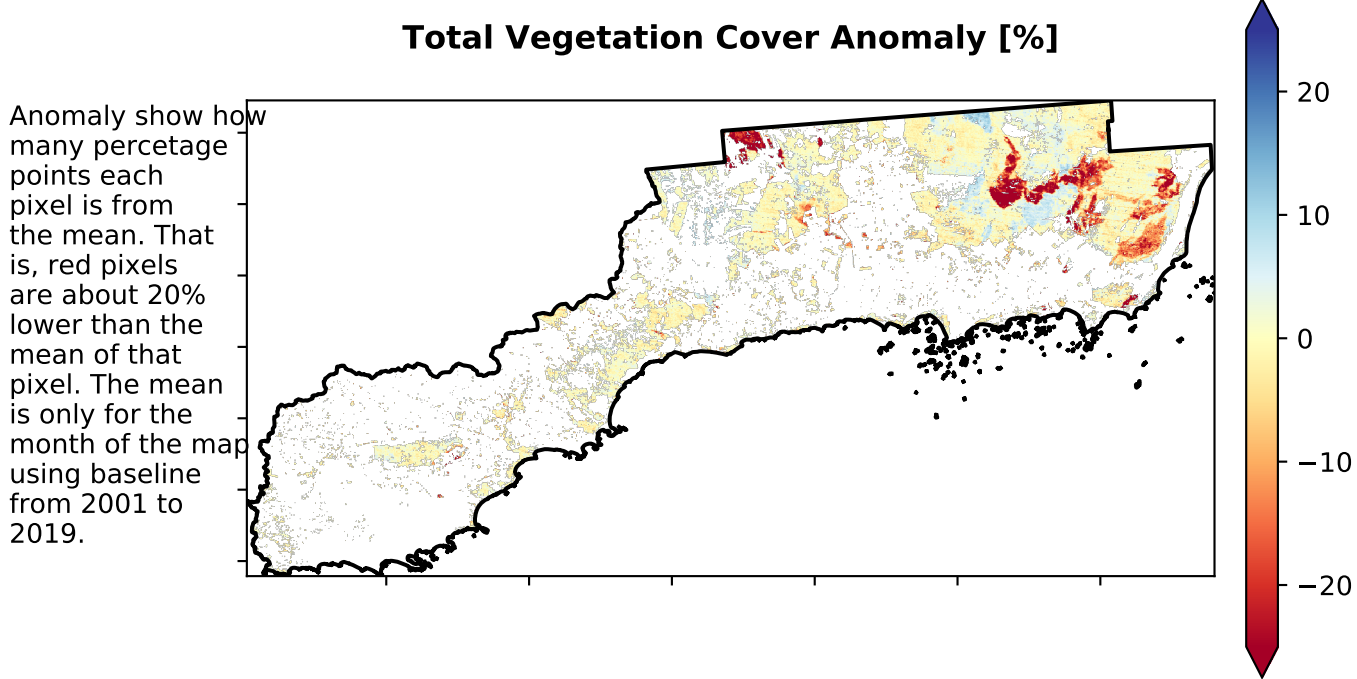 Total Vegetation Cover Anomaly [%]
Anomaly show how
many percetage
points each
pixel is from
the mean. That
is, red pixels
are about 20%
lower than the
mean of that
pixel. The mean
is only for the
month of the map
using baseline
from 2001 to
2019.
20
10
0
−10
−20